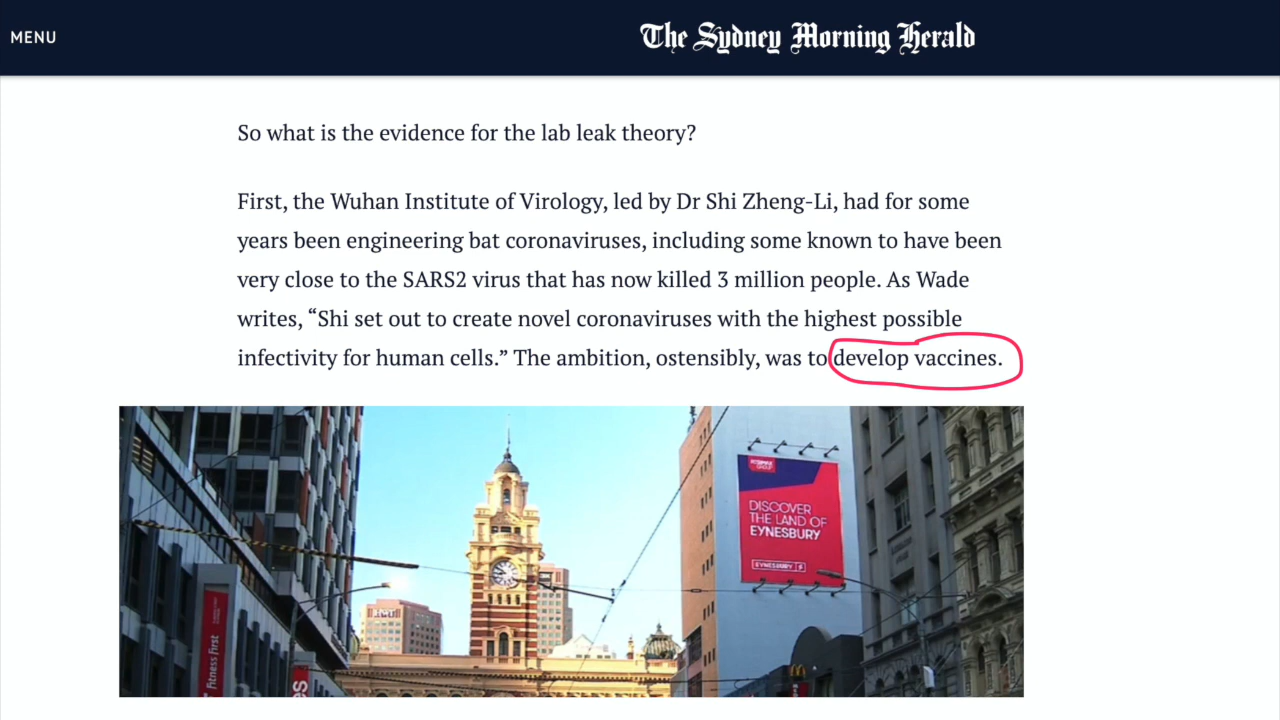 MENU
The Sydney Morning Herald
So what is the evidence for the lab leak theory?
First, the Wuhan Institute of Virology, led by Dr Shi Zheng-Li, had for some
years been engineering bat coronaviruses, including some known to have been
very close to the SARS2 virus that has now killed 3 million people. As Wade
writes, “Shi set out to create novel coronaviruses with the highest possible
infectivity for human cells.” The ambition, ostensibly, was to develop vaccines.
DISCOVER
THE LAND OF
EYNESBURY
EYNESBURY
Fitness First